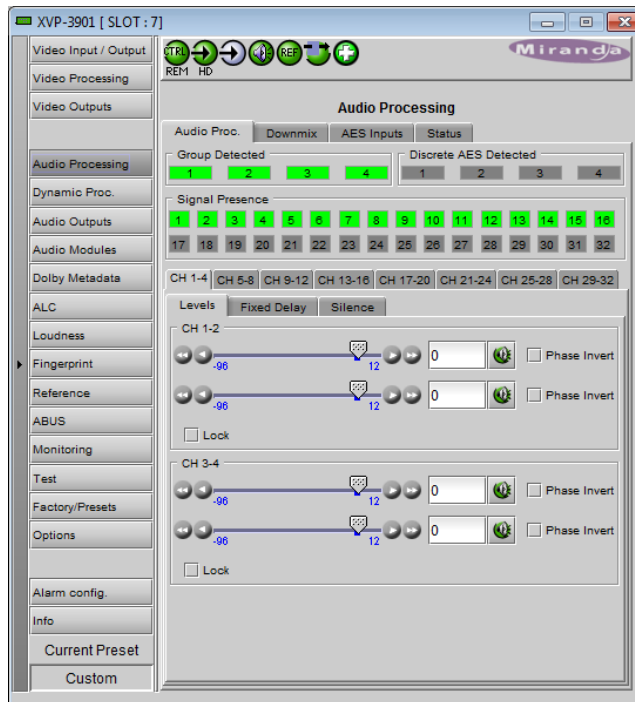 XVP-3901 [ SLOT : 7]
Video Input / Output
Video Processing
Video Outputs
Audio Processing
Dynamic Proc.
Audio Outputs
Audio Modules
Dolby Metadata
ALC
Loudness
Fingerprint
Reference
ABUS
Monitoring
Test
Factory/Presets
Options
Alarm config.
Info
Current Preset
Custom
CTRL REF
REM HD
Miranda
Audio Processing
Audio Proc. Downmix AES Inputs Status
Group Detected
1 2 3 4
Discrete AES Detected
1 2 3 4
Signal Presence
1 2 3 4 5 6 7 8 9 10 11 12 13 14 15 16
17 18 19 20 21 22 23 24 25 26 27 28 29 30 31 32
CH 1-4 CH 5-8 CH 9-12 CH 13-16 CH 17-20 CH 21-24 CH 25-28 CH 29-32
Levels Fixed Delay Silence
CH 1-2
-96 12 0 Phase Invert
-96 12 0 Phase Invert
Lock
CH 3-4
-96 12 0 Phase Invert
-96 12 0 Phase Invert
Lock